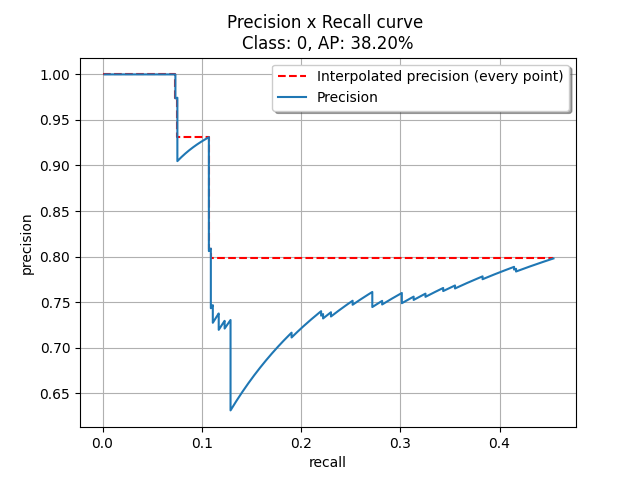 Precision x Recall curve
Class: 0, AP: 38.20%
Interpolated precision (every point)
Precision
1.00
0.95
0.90
0.85
0.80
0.75
0.70
0.65
precision
0.0 0.1 0.2 0.3 0.4
recall